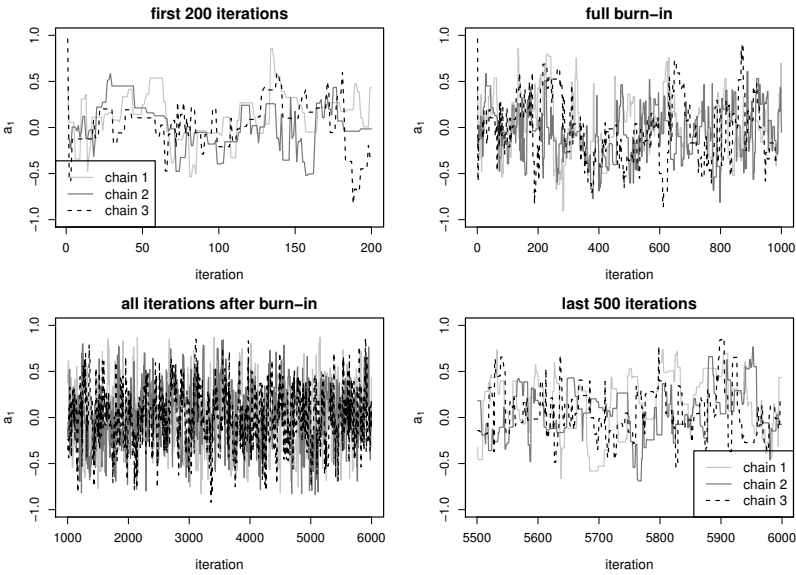 first 200 iterations
1.0
0.5
0.0
−0.5
−1.0
a1
chain 1
chain 2
chain 3
0 50 100 150 200
iteration
full burn−in
1.0
0.5
0.0
−0.5
−1.0
a1
0 200 400 600 800 1000
iteration
all iterations after burn−in
1.0
0.5
0.0
−0.5
−1.0
a1
1000 2000 3000 4000 5000 6000
iteration
last 500 iterations
1.0
0.5
0.0
−0.5
−1.0
a1
chain 1
chain 2
chain 3
5500 5600 5700 5800 5900 6000
iteration